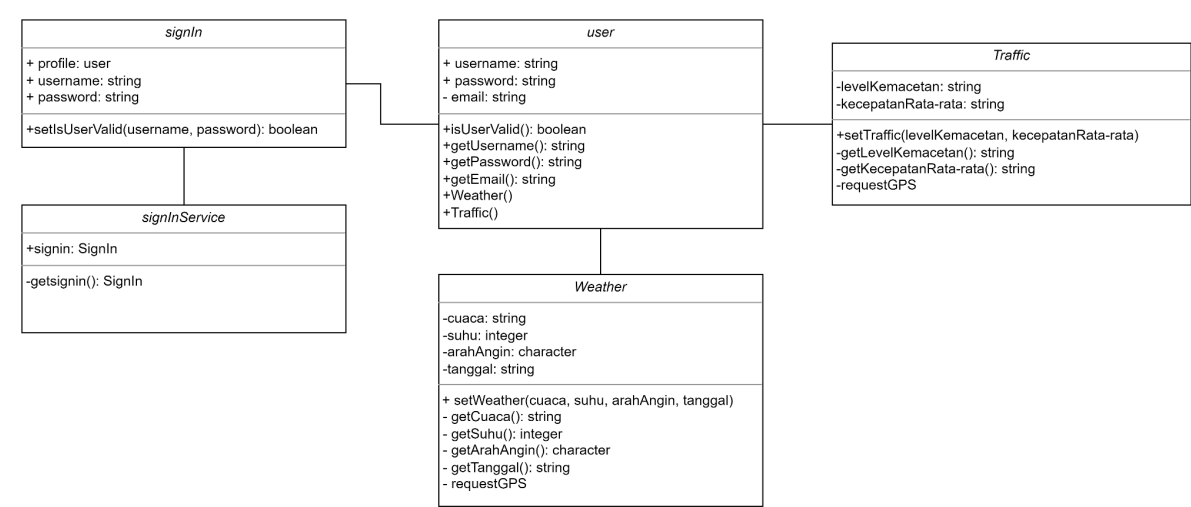 signIn
+ profile: user
+ username: string
+ password: string
+setIsUserValid(username, password): boolean
signInService
+signin: SignIn
-getsignin(): SignIn
user
+ username: string
+ password: string
- email: string
+isUserValid(): boolean
+getUsername(): string
+getPassword(): string
+getEmail(): string
+Weather()
+Traffic()
Weather
-cuaca: string
-suhu: integer
-arahAngin: character
-tanggal: string
+ setWeather(cuaca, suhu, arahAngin, tanggal)
- getCuaca(): string
- getSuhu(): integer
- getArahAngin(): character
- getTanggal(): string
- requestGPS
Traffic
-levelKemacetan: string
-kecepatanRata-rata: string
+setTraffic(levelKemacetan, kecepatanRata-rata)
-getLevelKemacetan(): string
-getKecepatanRata-rata(): string
-requestGPS